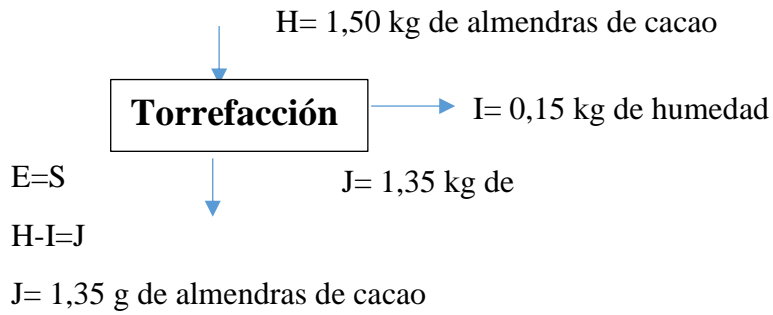 H= 1,50 kg de almendras de cacao
Torrefacción
I= 0,15 kg de humedad
E=S
J= 1,35 kg de
H-I=J
J= 1,35 g de almendras de cacao